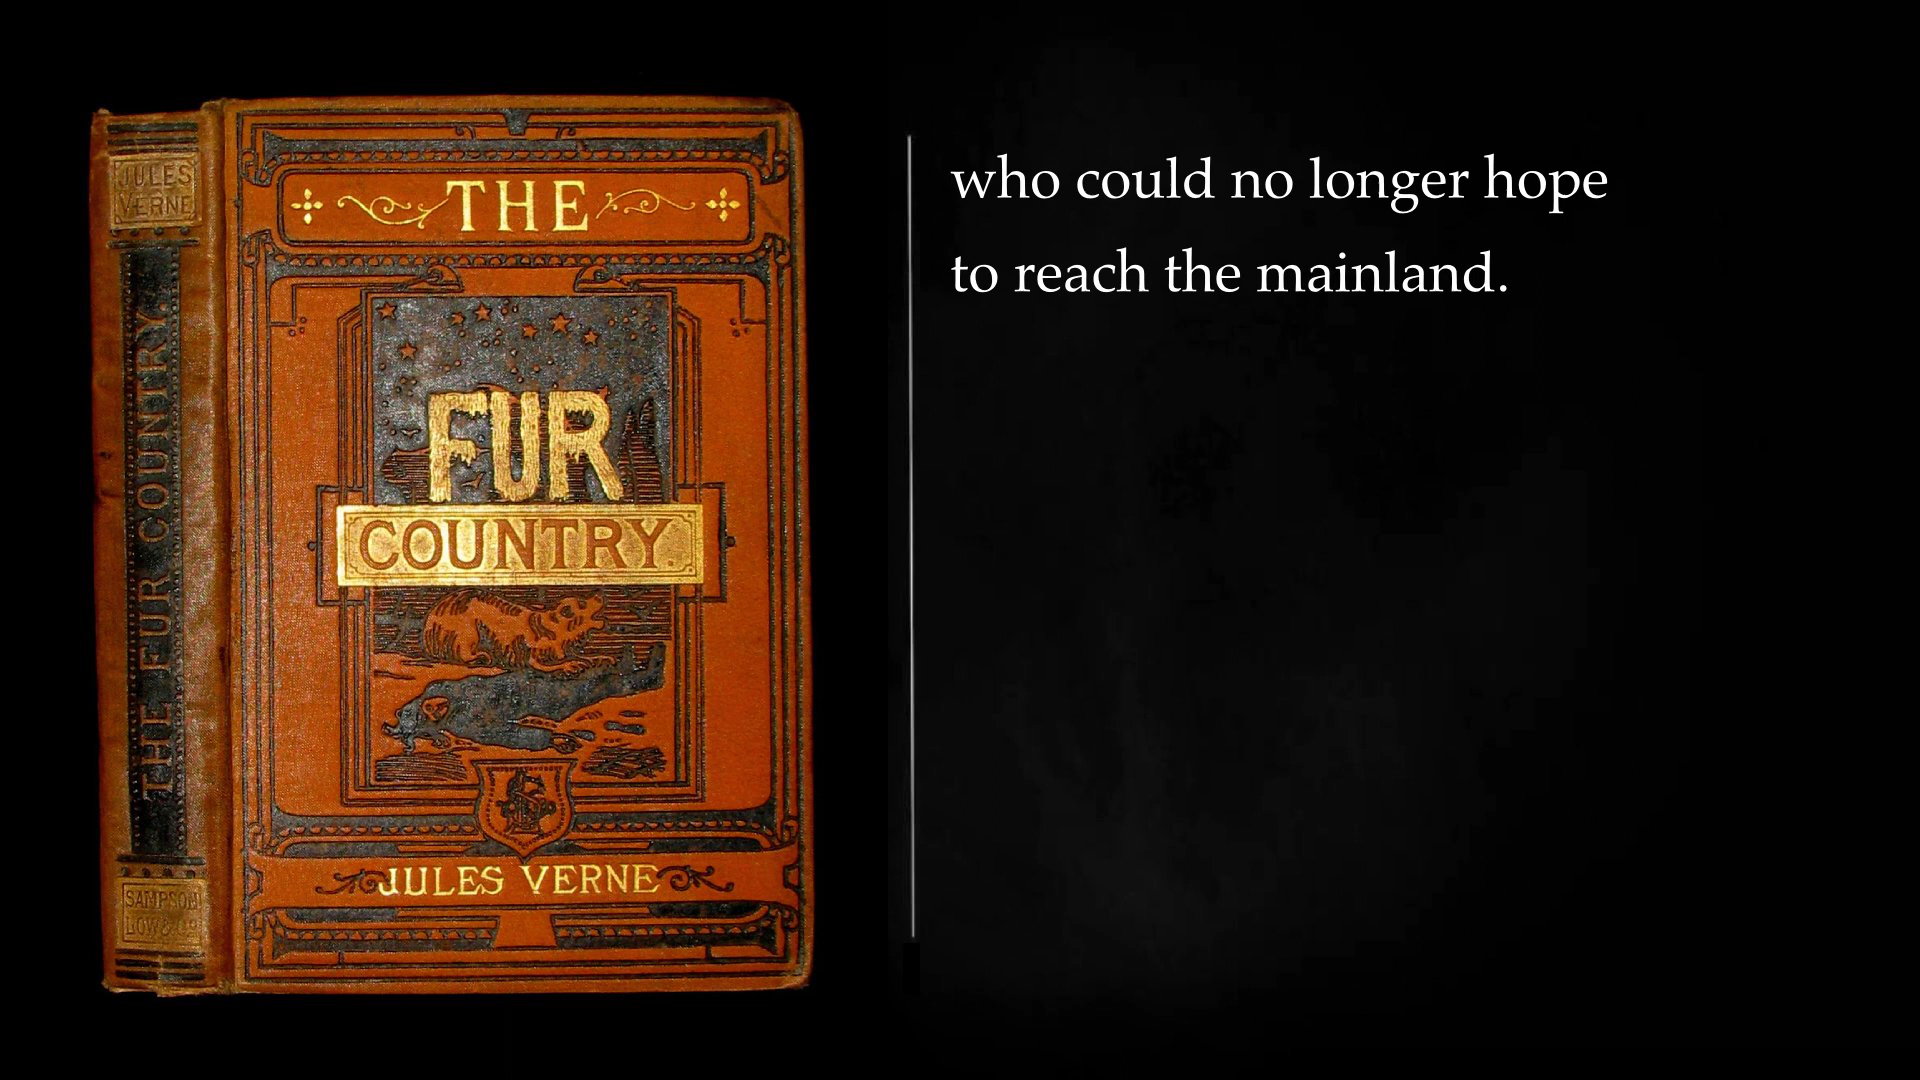 JULES
VERNE
THE FUR COUNTRY.
SAMPSON
LOW & Co
THE
FUR
COUNTRY.
JULES VERNE
who could no longer hope
to reach the mainland.